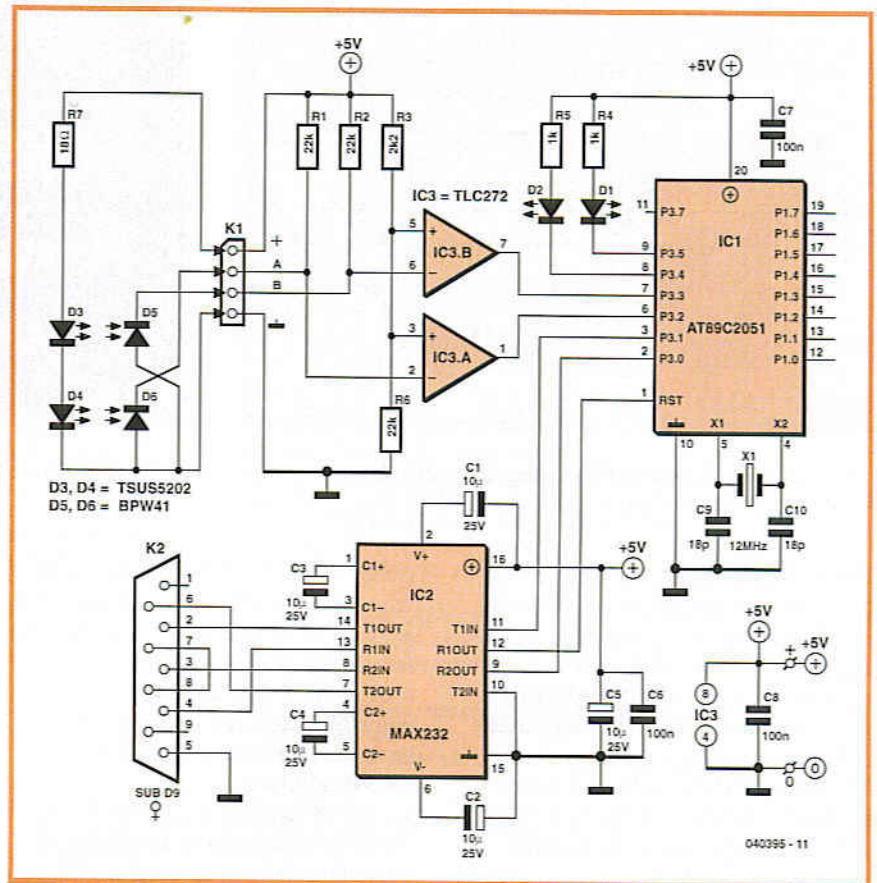 +5V
R7
18Ω
R1
22k
R2
22k
R3
2k2
IC3 = TLC272
K1
+
A
B
D3
D5
D4
D6
D3, D4 = TSUS5202
D5, D6 = BPW41
5
+
6
−
IC3.B
7
3
+
2
−
IC3.A
1
R6
22k
+5V
R5
1k
R4
1k
C7
100n
D2
D1
20
11
P3.7
IC1
P1.7
19
P1.6
18
9
P3.5
P1.5
17
8
P3.4
P1.4
16
7
P3.3
P1.3
15
6
P3.2
AT89C2051
P1.2
14
3
P3.1
P1.1
13
2
P3.0
P1.0
12
1
RST
X1
X2
10
5
4
X1
C9
18p
12MHz
C10
18p
K2
1
6
2
7
3
8
4
9
5
SUB D9
C1
10µ
25V
2
V+
C3
10µ
25V
1
C1+
3
C1−
IC2
16
+5V
14
T1OUT
T1IN
11
13
R1IN
R1OUT
12
8
R2IN
R2OUT
9
7
T2OUT
T2IN
10
4
C2+
C4
10µ
25V
5
C2−
MAX232
15
V-
6
C2
10µ
25V
C5
10µ
25V
C6
100n
+5V
+
+5V
8
IC3
4
C8
100n
0
0
040395 - 11